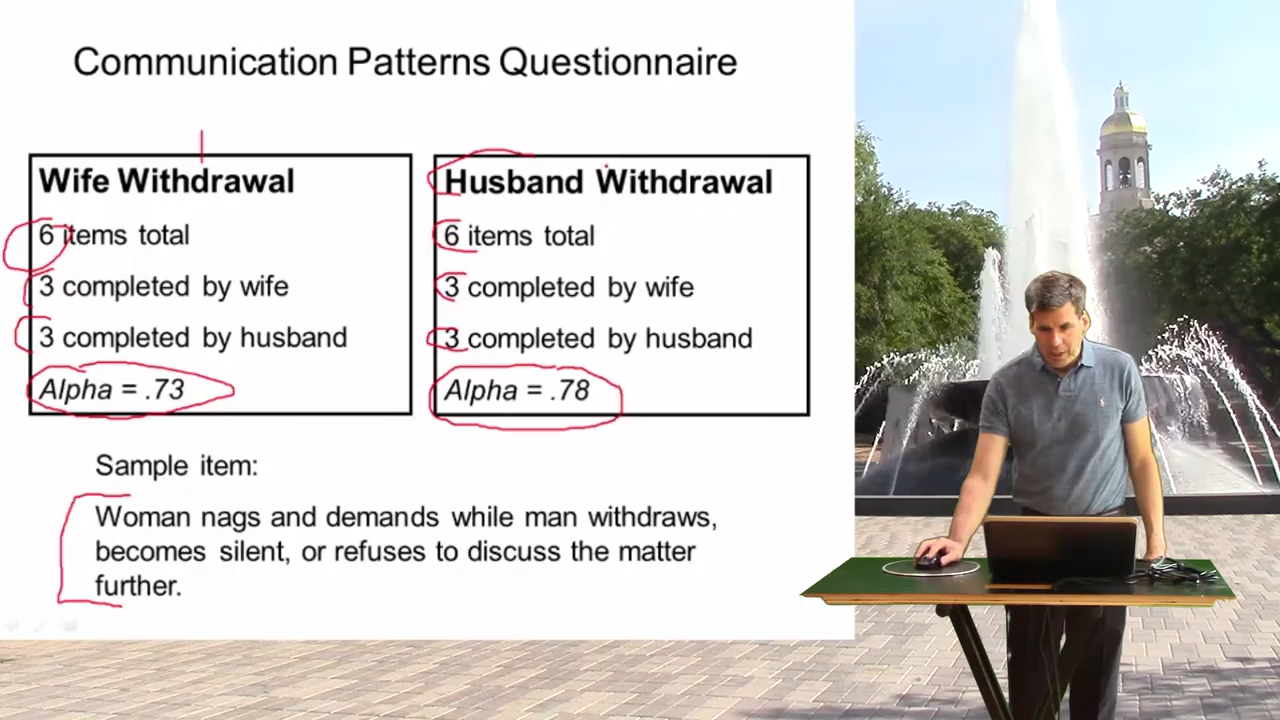 Communication Patterns Questionnaire
Wife Withdrawal
6 items total
3 completed by wife
3 completed by husband
Alpha = .73
Husband Withdrawal
6 items total
3 completed by wife
3 completed by husband
Alpha = .78
Sample item:
Woman nags and demands while man withdraws,
becomes silent, or refuses to discuss the matter
further.